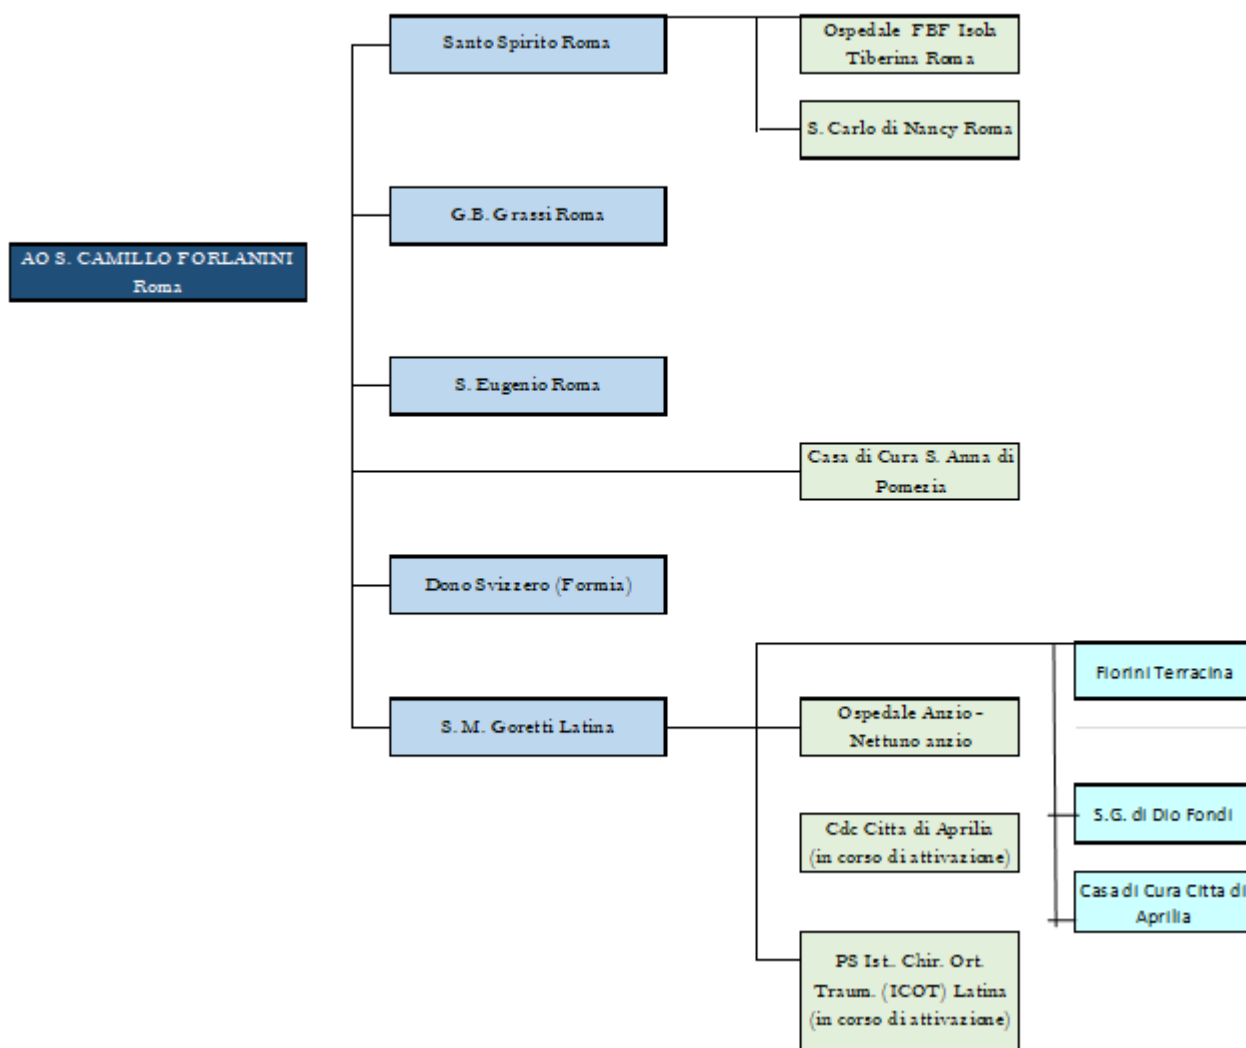 Santo Spirito Roma
Ospedale FBF Isola
Tiberina Roma
S. Carlo di Nancy Roma
G.B. Grassi Roma
AO S. CAMILLO FORLANINI
Roma
S. Eugenio Roma
Casa di Cura S. Anna di
Pomezia
Dono Svizzero (Formia)
S. M. Goretti Latina
Ospedale Anzio -
Nettuno anzio
Cdc Citta di Aprilia
(in corso di attivazione)
PS Ist.. Chir. Ort.
Traum. (ICOT) Latina
(in corso di attivazione)
Fiorini Terracina
S.G. di Dio Fondi
Casa di Cura Citta di
Aprilia